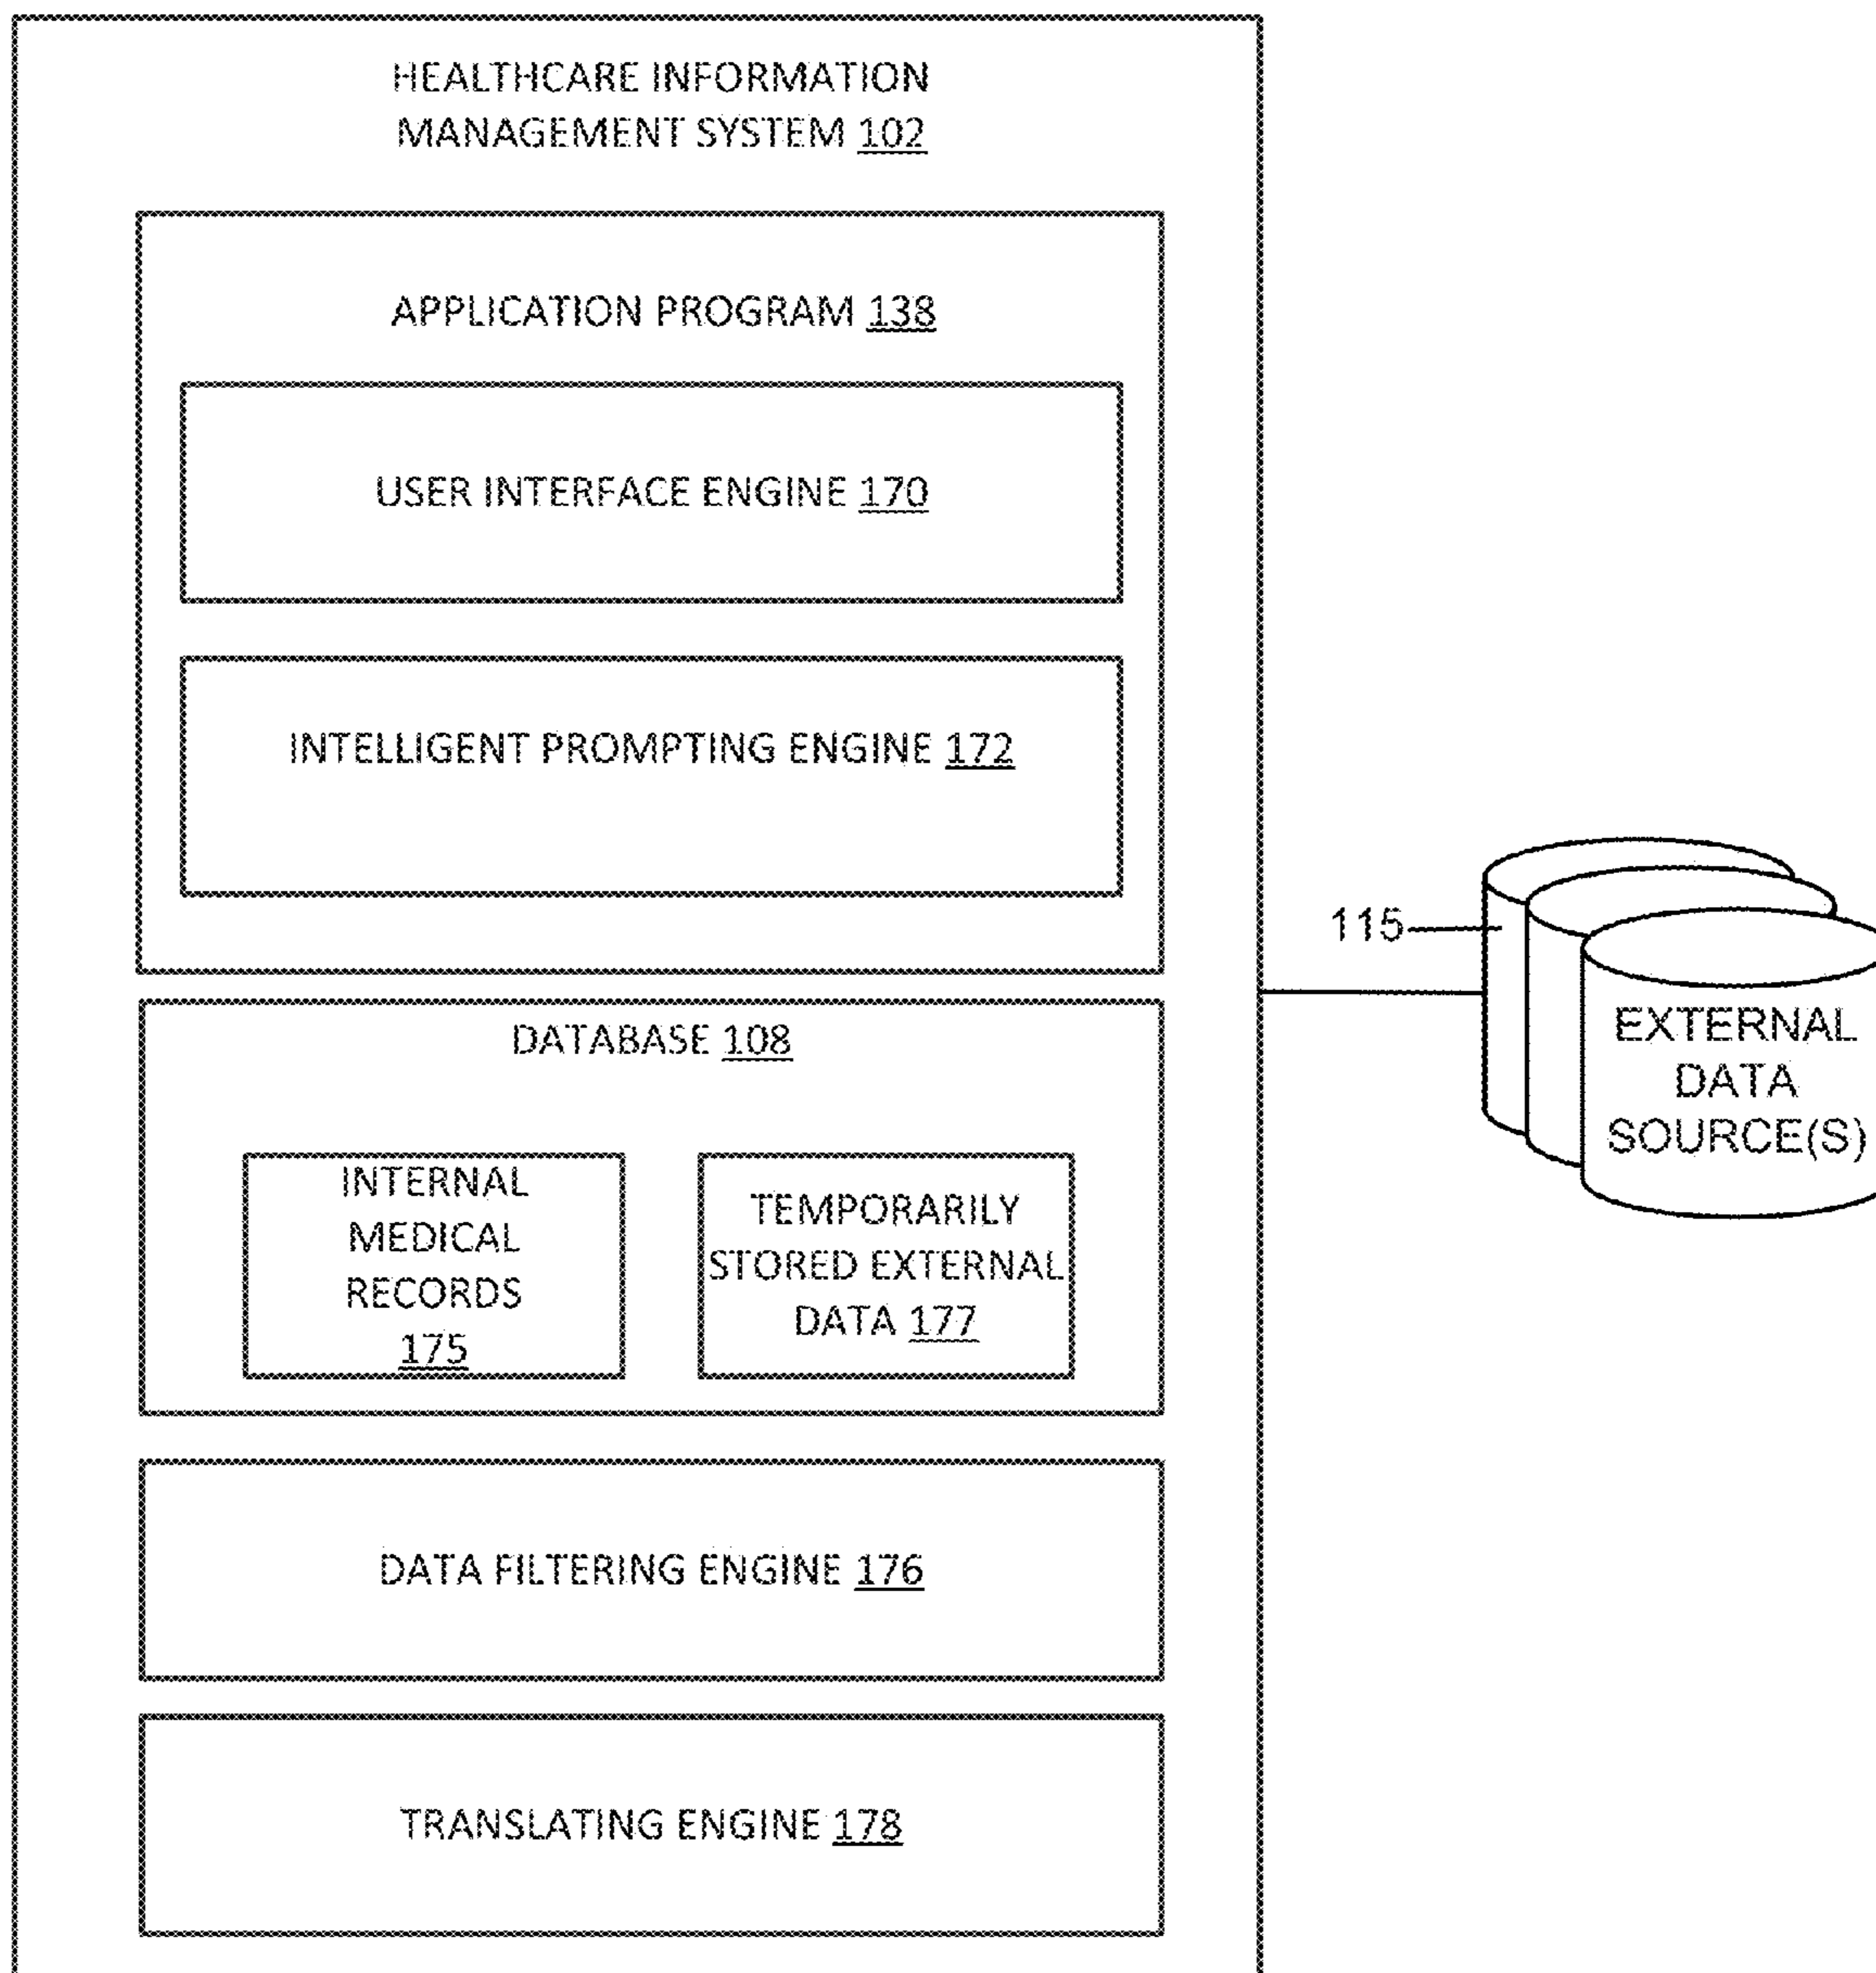 HEALTHCARE INFORMATION
MANAGEMENT SYSTEM 102
APPLICATION PROGRAM 138
USER INTERFACE ENGINE 170
INTELLIGENT PROMPTING ENGINE 172
DATABASE 108
INTERNAL
MEDICAL
RECORDS
175
TEMPORARILY
STORED EXTERNAL
DATA 177
DATA FILTERING ENGINE 176
TRANSLATING ENGINE 178
115
EXTERNAL
DATA
SOURCE(S)